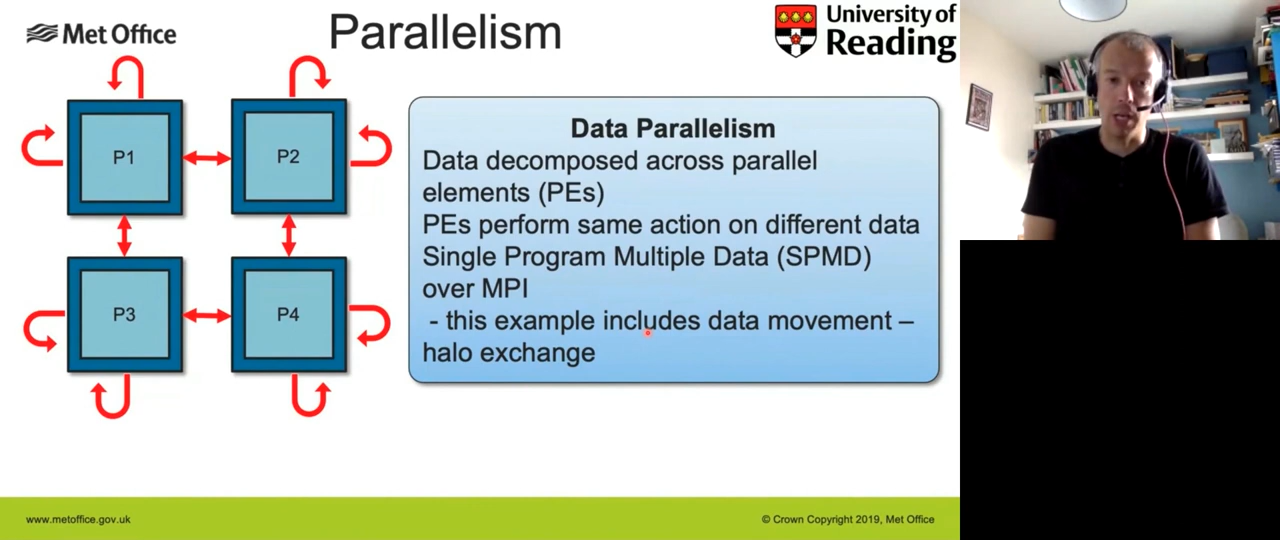 Met Office
Parallelism
University of
Reading
P1
P2
P3
P4
Data Parallelism
Data decomposed across parallel
elements (PEs)
PEs perform same action on different data
Single Program Multiple Data (SPMD)
over MPI
- this example includes data movement –
halo exchange
www.metoffice.gov.uk
© Crown Copyright 2019, Met Office